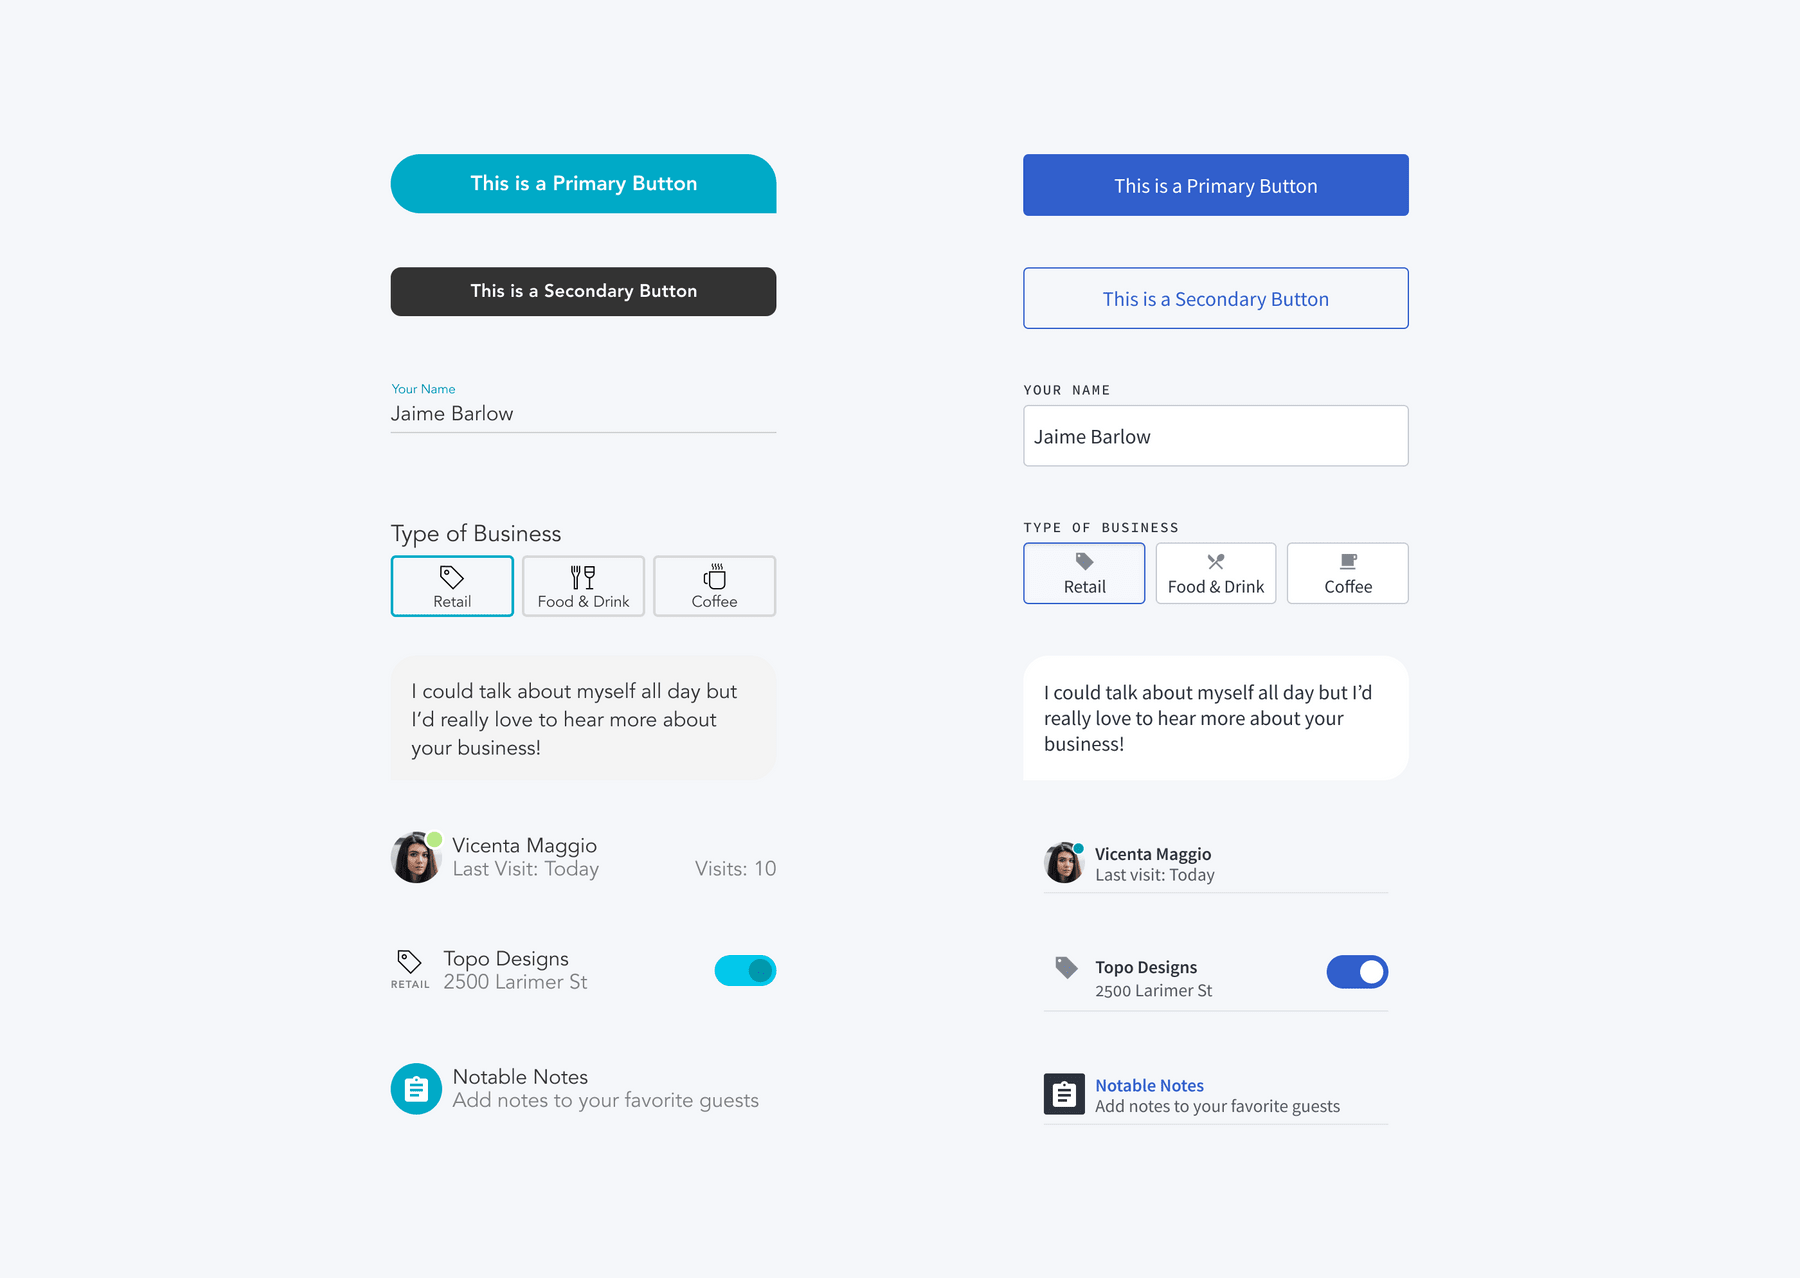 This is a Primary Button
This is a Secondary Button
Your Name
Jaime Barlow
Type of Business
Retail
Food & Drink
Coffee
I could talk about myself all day but
I'd really love to hear more about
your business!
Vicenta Maggio
Last Visit: Today
Visits: 10
Topo Designs
RETAIL
2500 Larimer St
Notable Notes
Add notes to your favorite guests
This is a Primary Button
This is a Secondary Button
YOUR NAME
Jaime Barlow
TYPE OF BUSINESS
Retail
Food & Drink
Coffee
I could talk about myself all day but I'd
really love to hear more about your
business!
Vicenta Maggio
Last visit: Today
Topo Designs
2500 Larimer St
Notable Notes
Add notes to your favorite guests